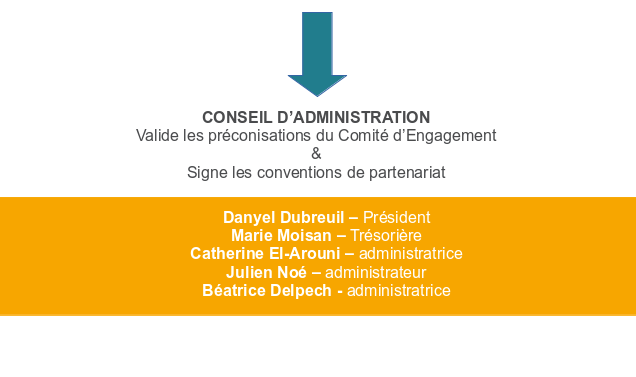 CONSEIL D’ADMINISTRATION
Valide les préconisations du Comité d’Engagement
&
Signe les conventions de partenariat
Danyel Dubreuil – Président
Marie Moisan – Trésorière
Catherine El-Arouni – administratrice
Julien Noé – administrateur
Béatrice Delpech - administratrice